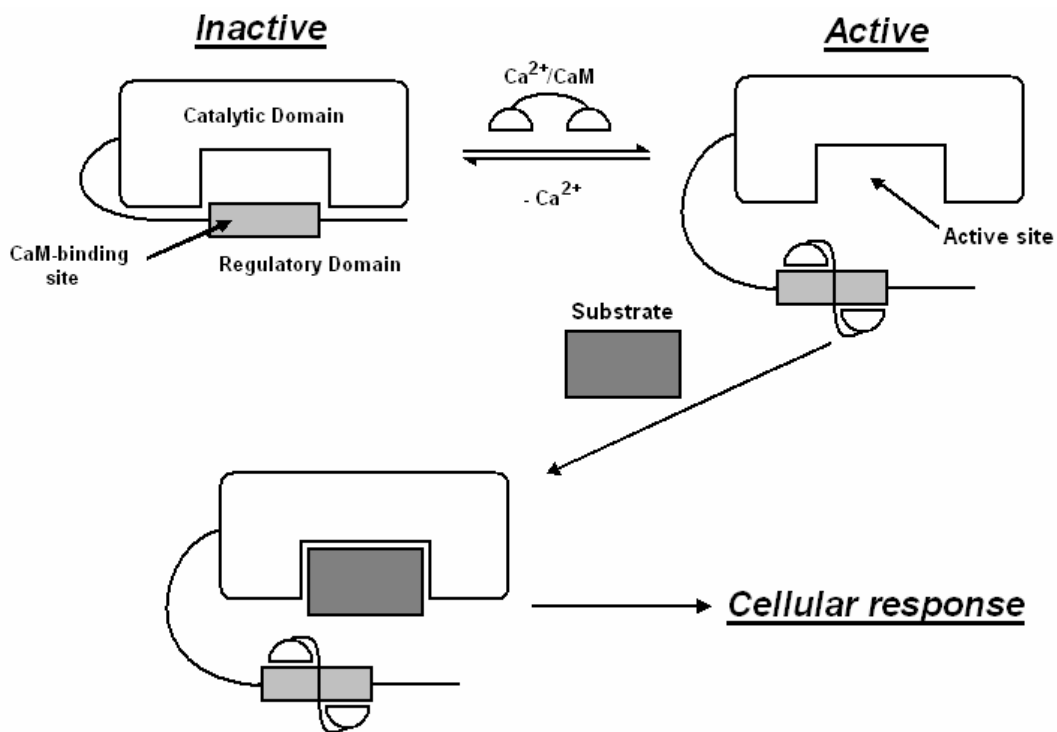 Inactive
Active
Ca2+/CaM
Catalytic Domain
- Ca2+
CaM-binding
site
Regulatory Domain
Active site
Substrate
Cellular response